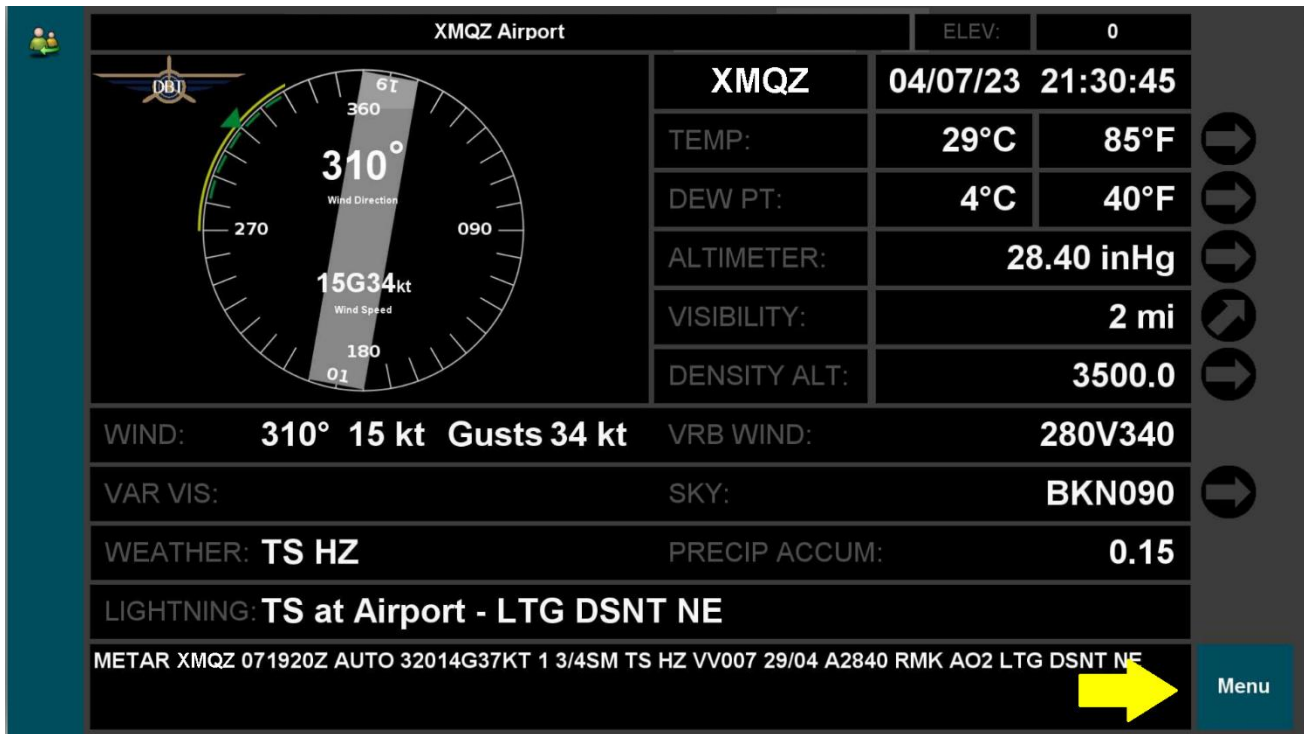 XMQZ Airport ELEV: 0
DBT
XMQZ 04/07/23 21:30:45
19
360
TEMP: 29°C 85°F
310°
Wind Direction
DEW PT: 4°C 40°F
270 090
ALTIMETER: 28.40 inHg
15G34kt
Wind Speed
VISIBILITY: 2 mi
180
01
DENSITY ALT: 3500.0
WIND: 310° 15 kt Gusts 34 kt VRB WIND: 280V340
VAR VIS: SKY: BKN090
WEATHER: TS HZ PRECIP ACCUM: 0.15
LIGHTNING: TS at Airport - LTG DSNT NE
METAR XMQZ 071920Z AUTO 32014G37KT 1 3/4SM TS HZ VV007 29/04 A2840 RMK AO2 LTG DSNT NE
Menu